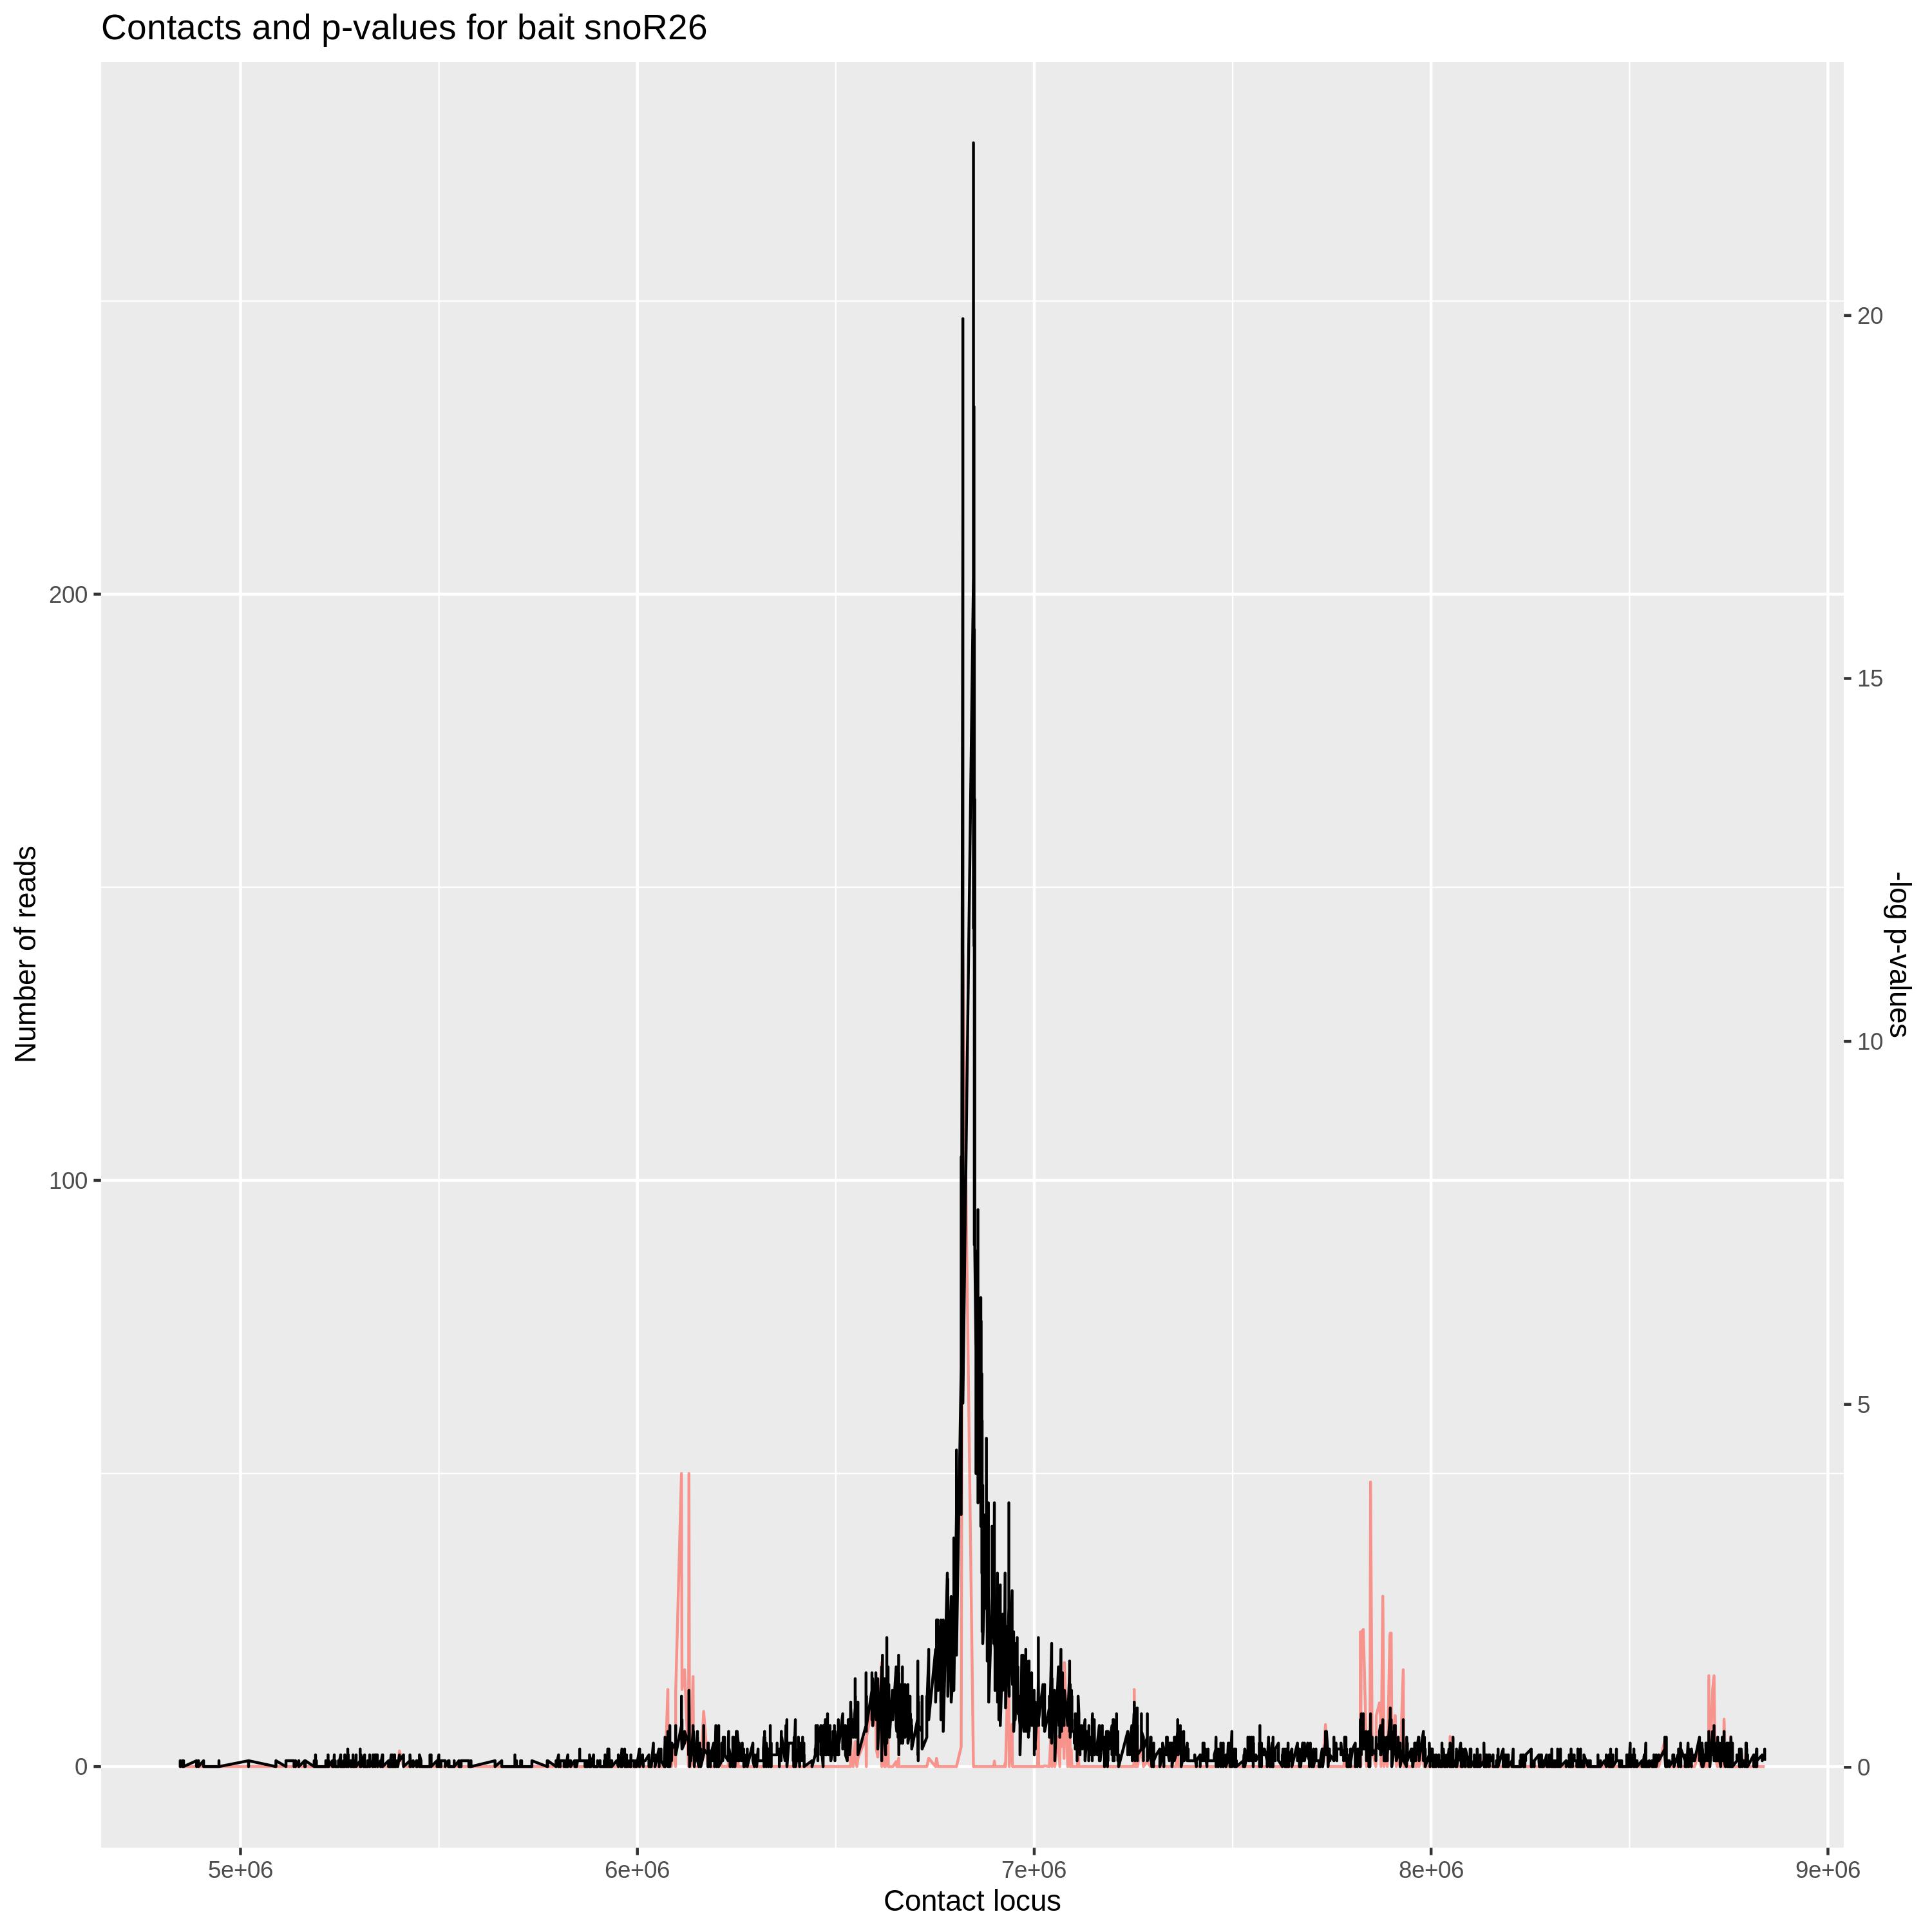 Contacts and p-values for bait snoR26
Number of reads
200
100
0
20
15
10
5
0
-log p-values
5e+06 6e+06 7e+06 8e+06 9e+06
Contact locus